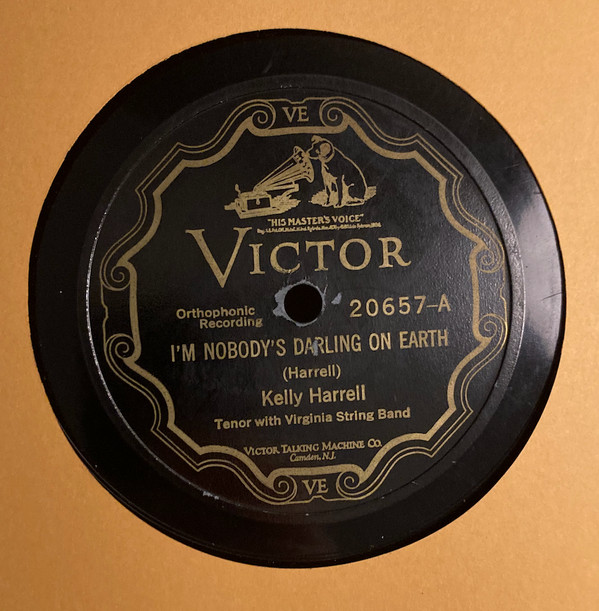 VE
"HIS MASTER'S VOICE"
VICTOR
Orthophonic
Recording
20657-A
I'M NOBODY'S DARLING ON EARTH
(Harrell)
Kelly Harrell
Tenor with Virginia String Band
VICTOR TALKING MACHINE CO.
Camden, N.J.
VE